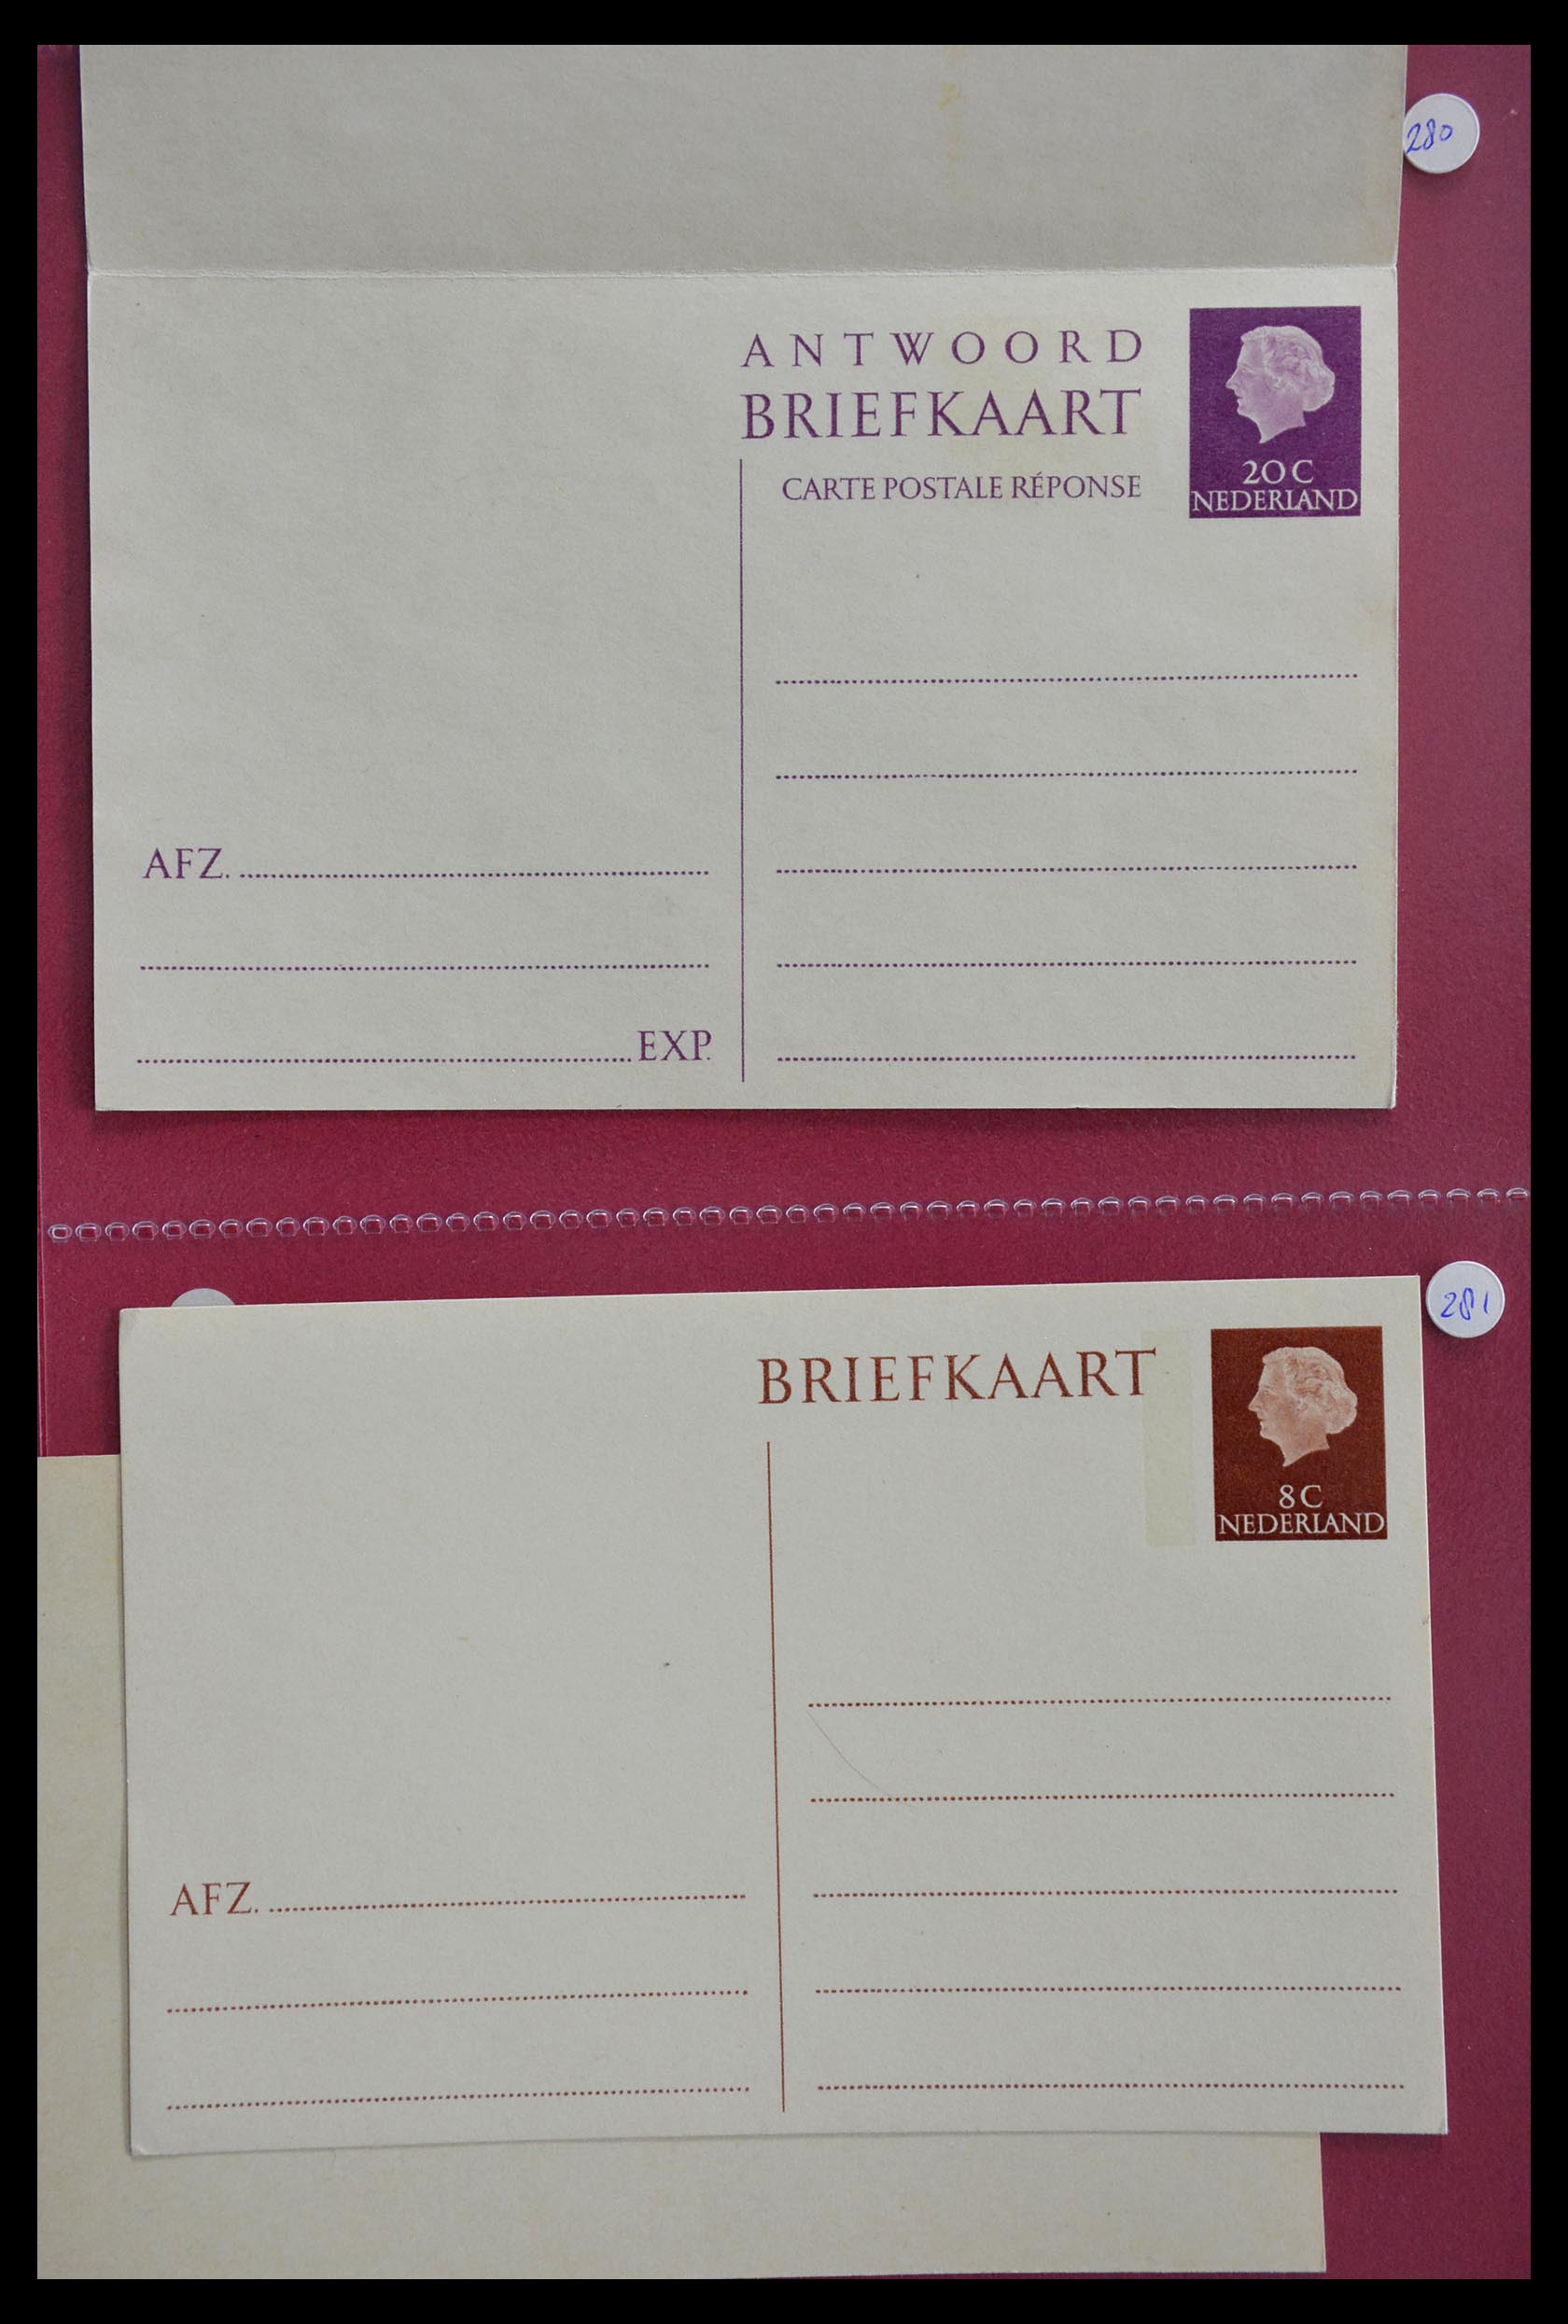 280
ANTWOORD
BRIEFKAART
CARTE POSTALE RÉPONSE
20 C
NEDERLAND
AFZ.
EXP.
281
BRIEFKAART
8 C
NEDERLAND
AFZ.